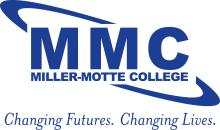 MMC
MILLER-MOTTE COLLEGE
Changing Futures. Changing Lives.